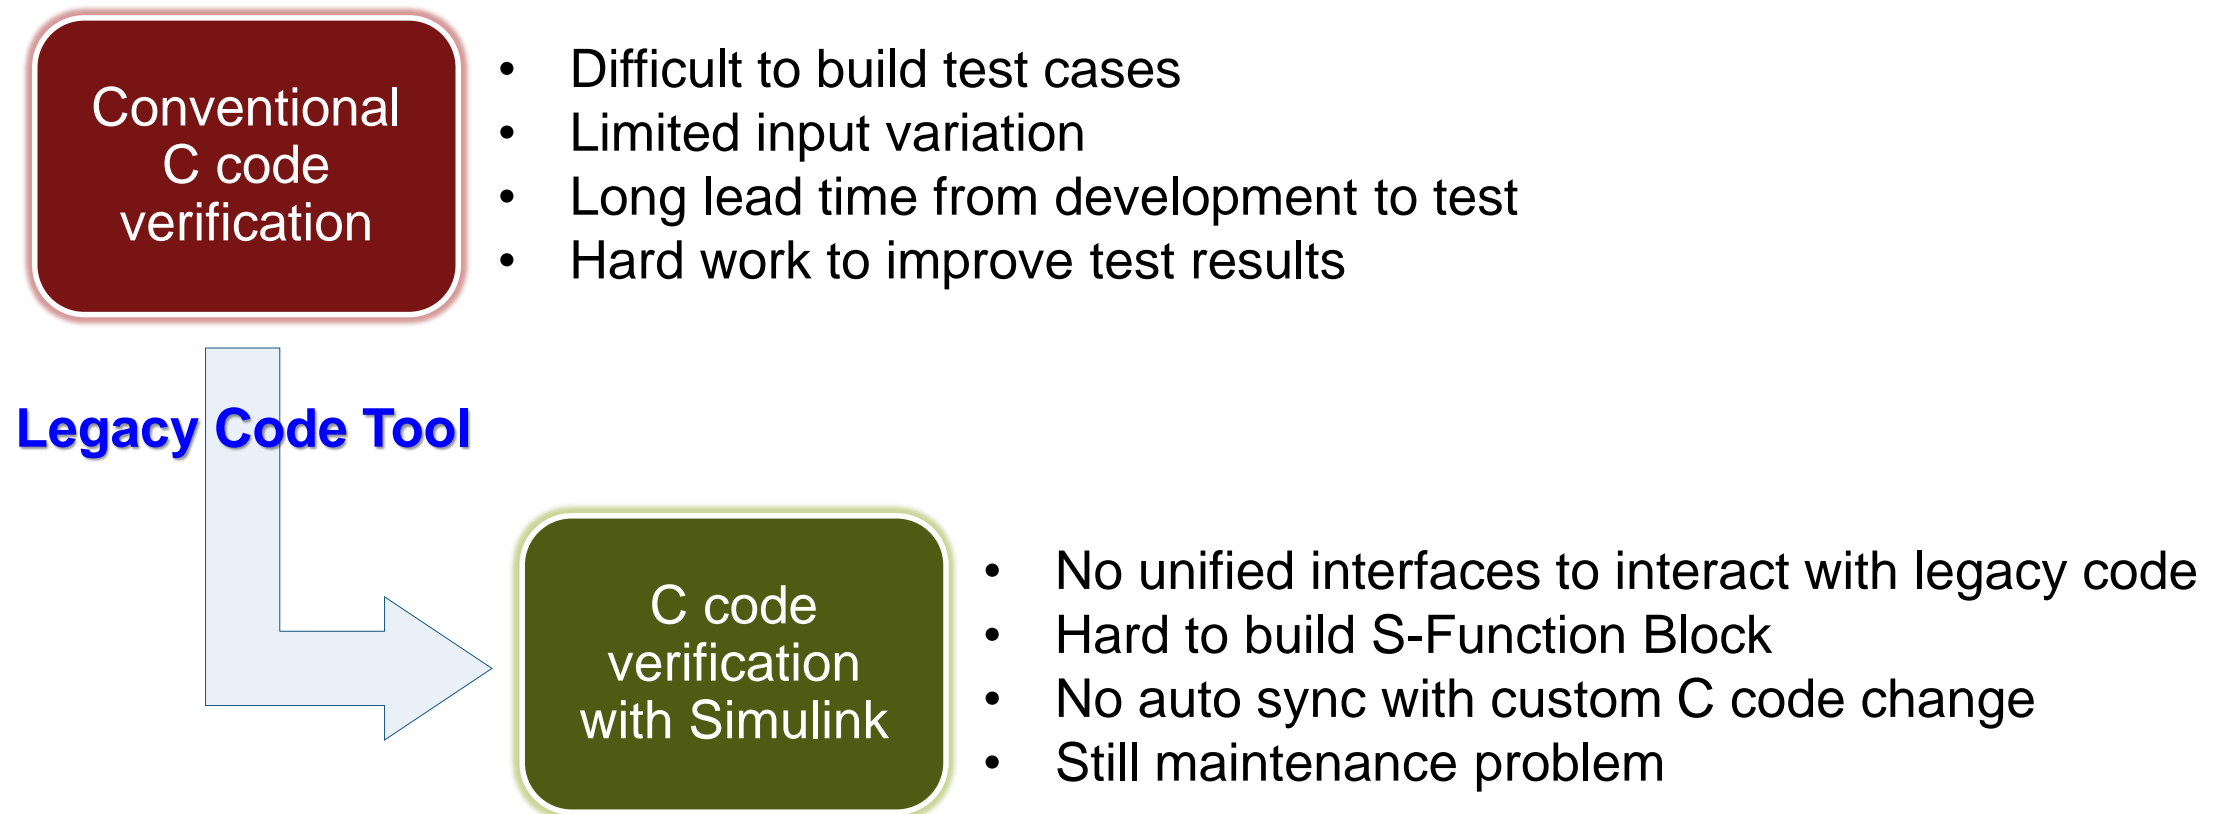 Conventional
C code
verification
• Difficult to build test cases
• Limited input variation
• Long lead time from development to test
• Hard work to improve test results
Legacy Code Tool
C code
verification
with Simulink
• No unified interfaces to interact with legacy code
• Hard to build S-Function Block
• No auto sync with custom C code change
• Still maintenance problem